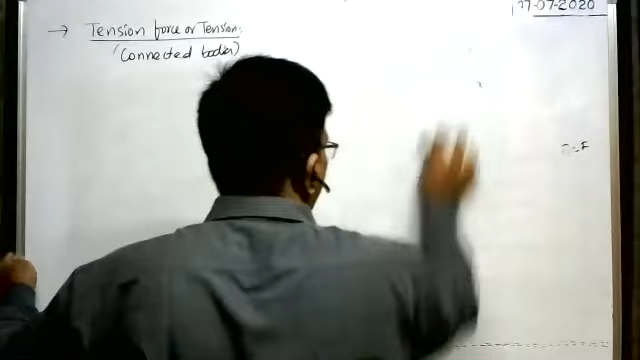 17-07-2020
→ Tension force or Tension:
(Connected bodies)